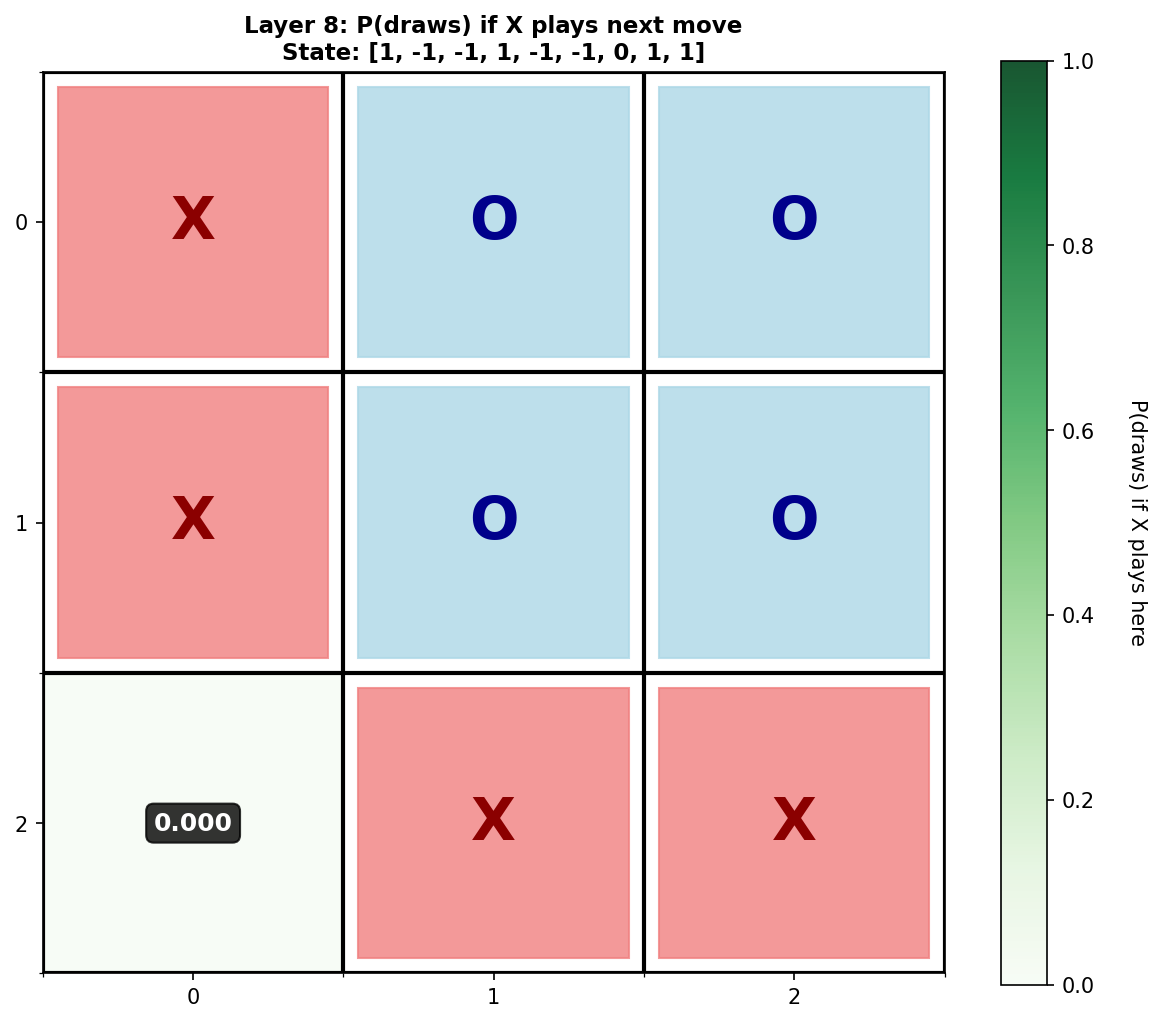 Layer 8: P(draws) if X plays next move
State: [1, -1, -1, 1, -1, -1, 0, 1, 1]
0 X O O
1 X O O
2 0.000 X X
0 1 2
1.0
0.8
0.6
0.4
0.2
0.0
P(draws) if X plays here